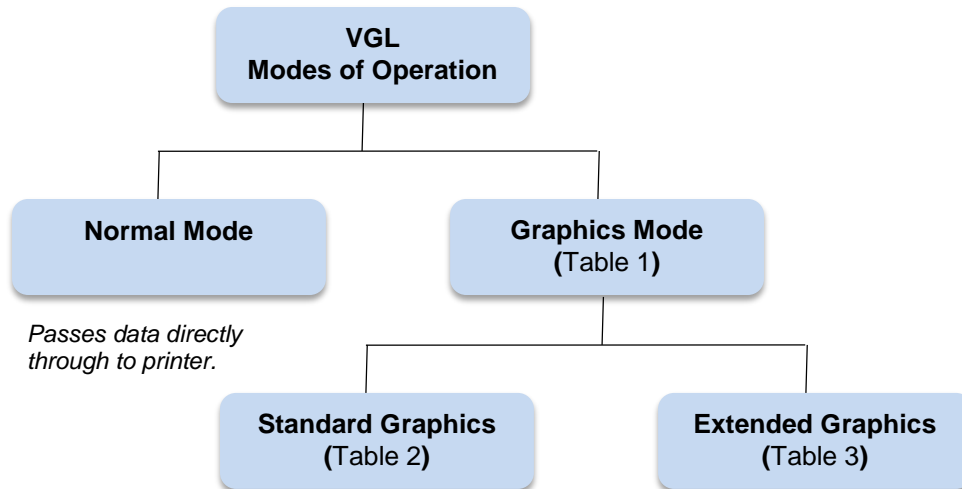 VGL
Modes of Operation
Normal Mode
Graphics Mode
(Table 1)
Passes data directly
through to printer.
Standard Graphics
(Table 2)
Extended Graphics
(Table 3)